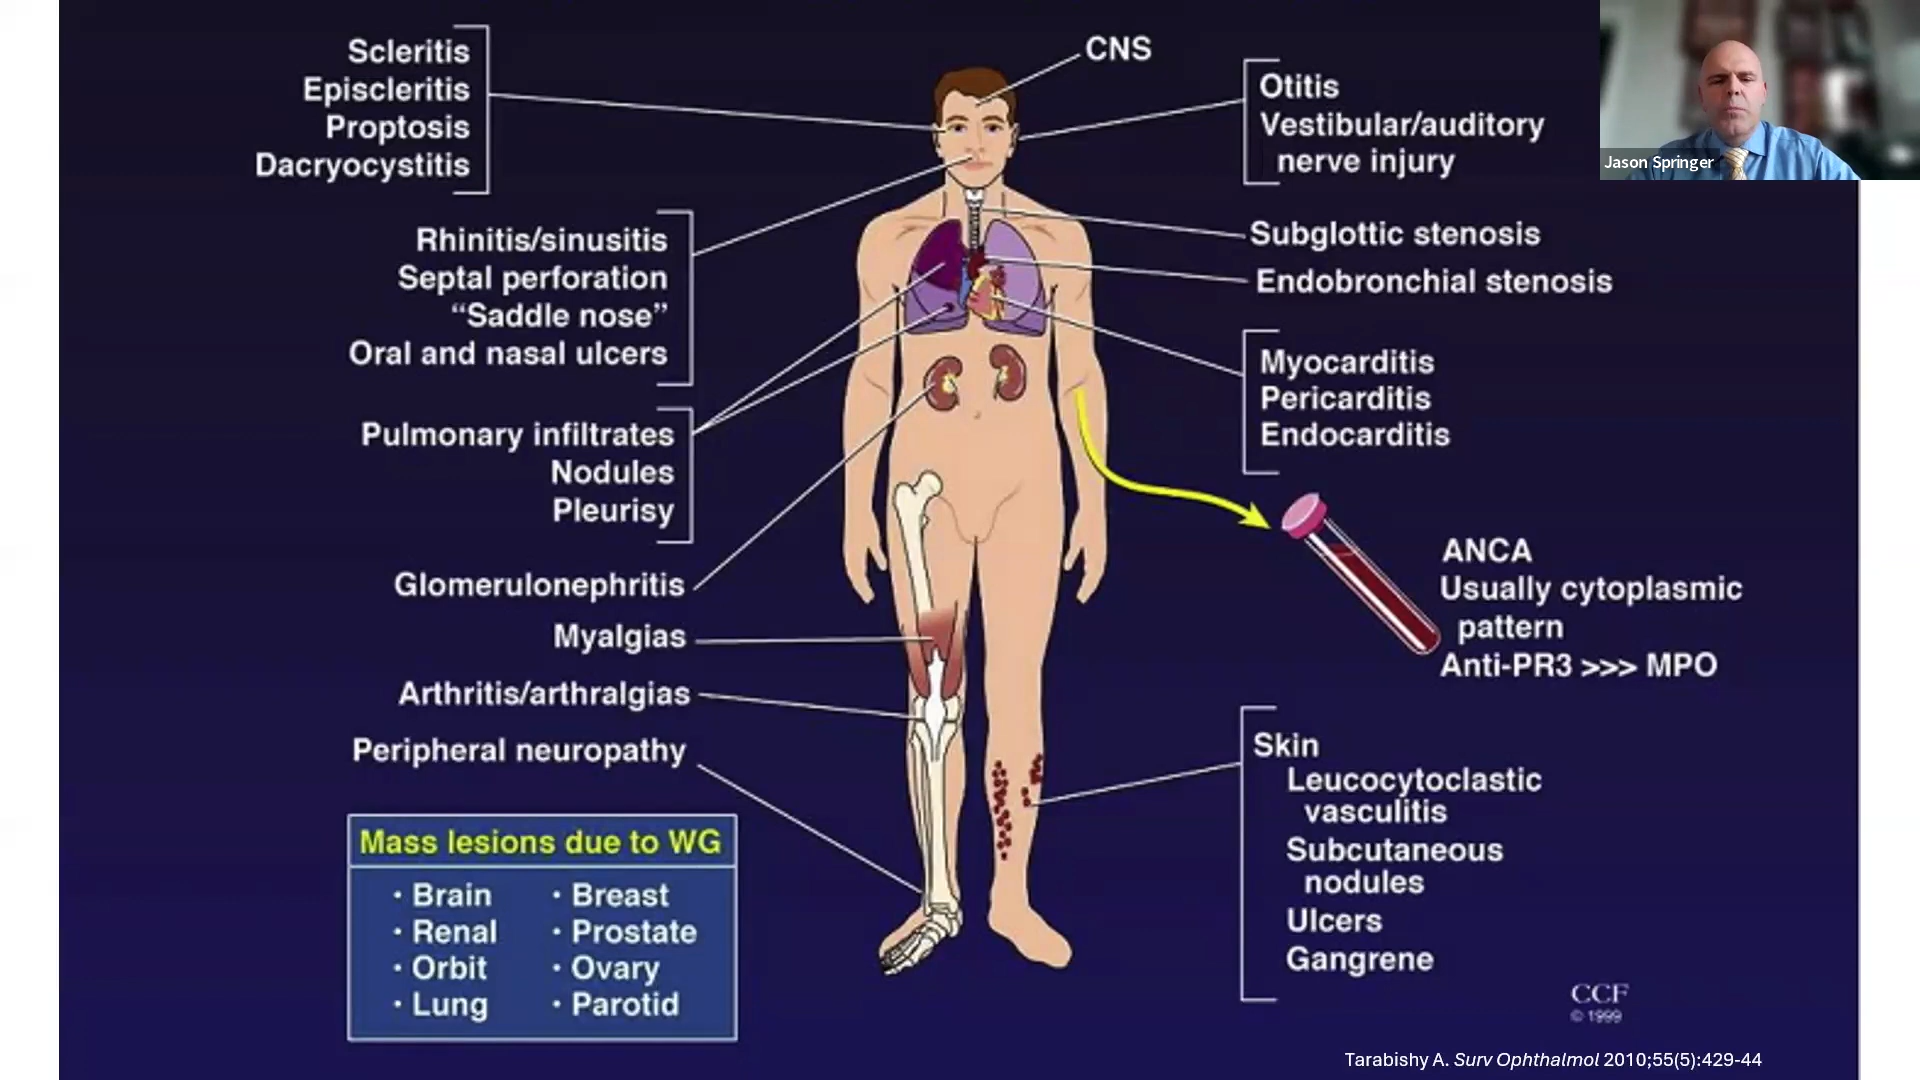 Scleritis
Episcleritis
Proptosis
Dacryocystitis
Rhinitis/sinusitis
Septal perforation
“Saddle nose”
Oral and nasal ulcers
Pulmonary infiltrates
Nodules
Pleurisy
Glomerulonephritis
Myalgias
Arthritis/arthralgias
Peripheral neuropathy
Mass lesions due to WG
· Brain
· Renal
· Orbit
· Lung
· Breast
· Prostate
· Ovary
· Parotid
CNS
Otitis
Vestibular/auditory
nerve injury
Subglottic stenosis
Endobronchial stenosis
Myocarditis
Pericarditis
Endocarditis
ANCA
Usually cytoplasmic
pattern
Anti-PR3 >>> MPO
Skin
Leucocytoclastic
vasculitis
Subcutaneous
nodules
Ulcers
Gangrene
CCF
© 1999
Tarabishy A. Surv Ophthalmol 2010;55(5):429-44
Jason Springer